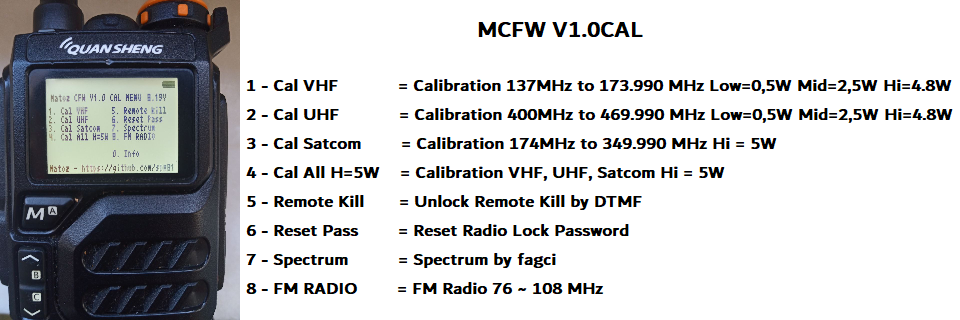 QUANSHENG
Matoz CFW V1.0 CAL MENU 8.19V
1. Cal VHF 5. Remote Kill
2. Cal UHF 6. Reset Pass
3. Cal Satcom 7. Spectrum
4. Cal All H=5W 8. FM RADIO
0. Info
Matoz - https://github.com/
M A
B
C
MCFW V1.0CAL
1 - Cal VHF = Calibration 137MHz to 173.990 MHz Low=0,5W Mid=2,5W Hi=4.8W
2 - Cal UHF = Calibration 400MHz to 469.990 MHz Low=0,5W Mid=2,5W Hi=4.8W
3 - Cal Satcom = Calibration 174MHz to 349.990 MHz Hi = 5W
4 - Cal All H=5W = Calibration VHF, UHF, Satcom Hi = 5W
5 - Remote Kill = Unlock Remote Kill by DTMF
6 - Reset Pass = Reset Radio Lock Password
7 - Spectrum = Spectrum by fagci
8 - FM RADIO = FM Radio 76 ~ 108 MHz